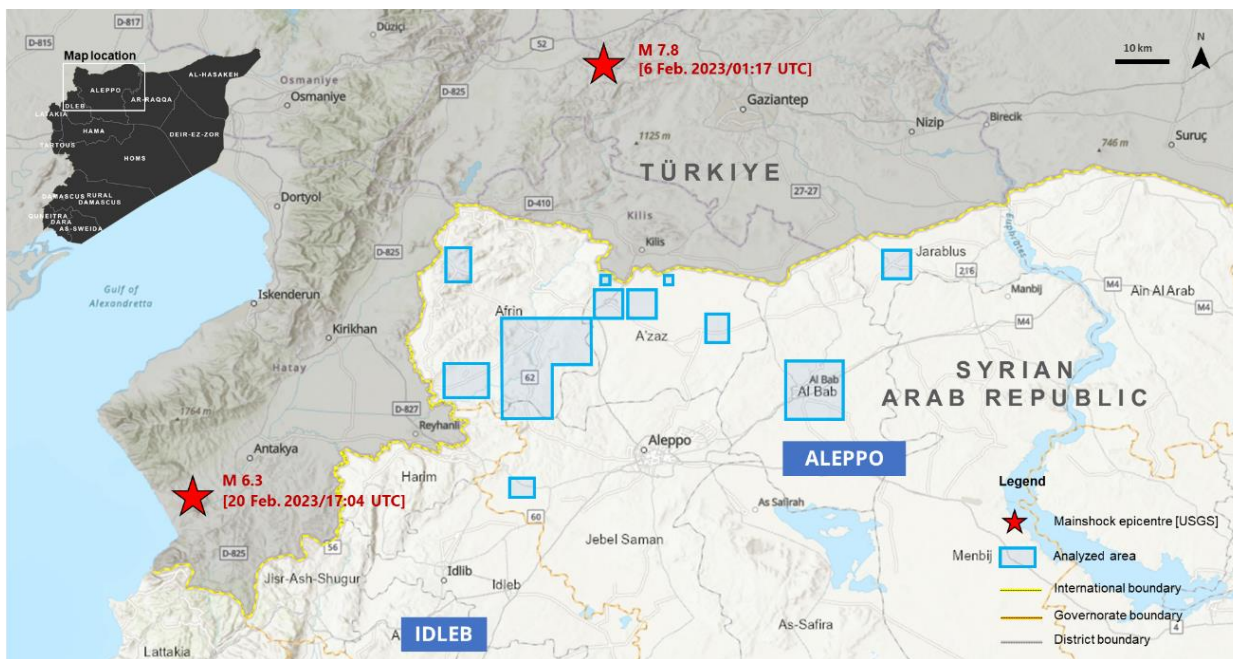 D-815
D-817
Düziçi
52
M 7.8
[6 Feb. 2023/01:17 UTC]
10 km
N
Map location
AL-HASAKEH
ALEPPO
AR-RAQQA
IDLEB
LATAKIA
HAMA
DEIR-EZ-ZOR
TARTOUS
HOMS
DAMASCUS
RURAL
DAMASCUS
QUNEITRA
DARA
AS-SWEIDA
Osmaniye
Osmaniye
D-825
Gaziantep
Nizip
Birecik
1125 m
746 m
Suruç
TÜRKİYE
27-27
Dortyol
D-410
Kilis
Kilis
Euphrates
D-825
Jarablus
216
Manbij
M4
Ain Al Arab
M4
M4
Gulf of
Alexandretta
Iskenderun
Afrin
A'zaz
Kirikhan
Hatay
62
Al Bab
Al Bab
SYRIAN
ARAB REPUBLIC
1764 m
D-827
Reyhanli
Antakya
Aleppo
ALEPPO
M 6.3
[20 Feb. 2023/17:04 UTC]
Harim
60
As Safirah
Legend
Mainshock epicentre [USGS]
D-825
56
Jebel Saman
Menbij
Analyzed area
Jisr-Ash-Shugur
Idlib
Idleb
International boundary
Governorate boundary
IDLEB
As-Safira
4
District boundary
Lattakia